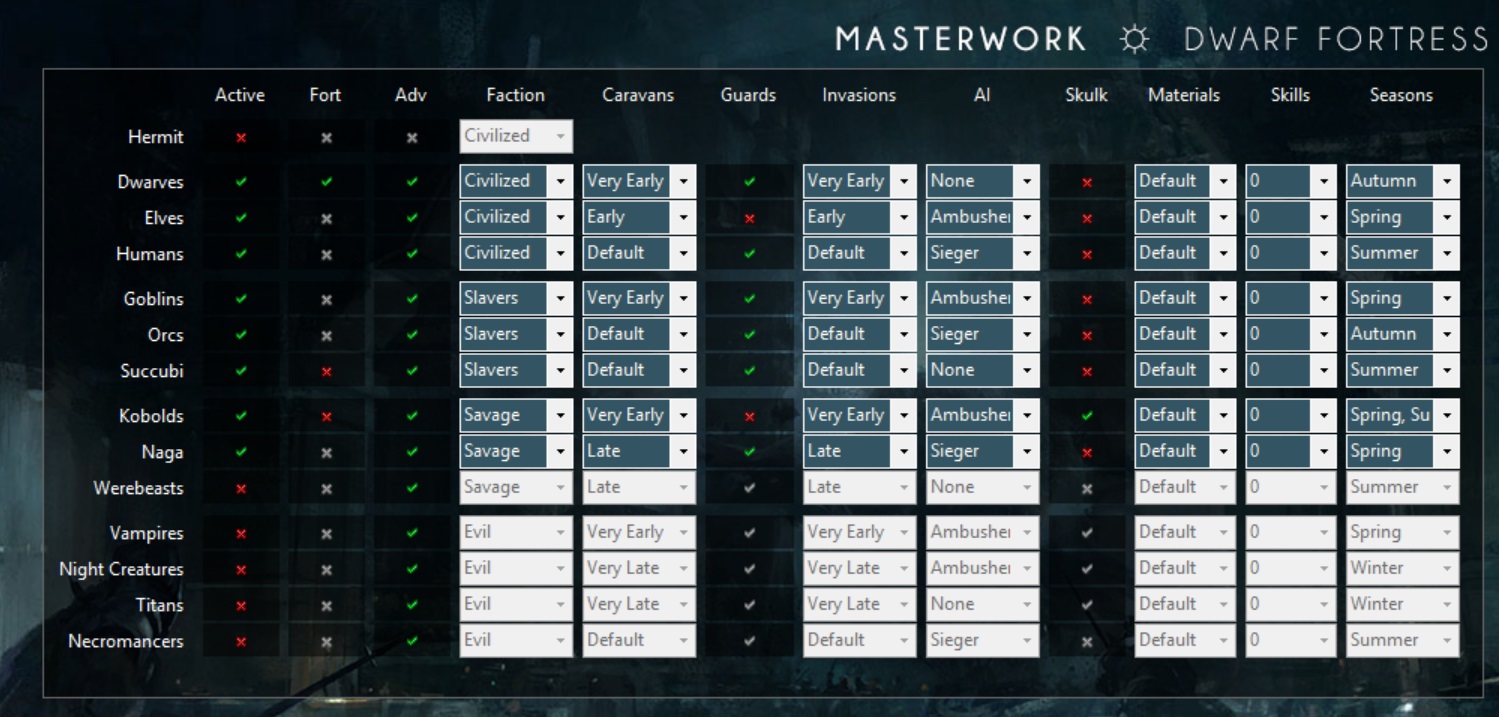 MASTERWORK ☼ DWARF FORTRESS
Active Fort Adv Faction Caravans Guards Invasions AI Skulk Materials Skills Seasons
Hermit Civilized
Dwarves Civilized Very Early Very Early None Default 0 Autumn
Elves Civilized Early Early Ambusher Default 0 Spring
Humans Civilized Default Default Sieger Default 0 Summer
Goblins Slavers Very Early Very Early Ambusher Default 0 Spring
Orcs Slavers Default Default Sieger Default 0 Autumn
Succubi Slavers Default Default None Default 0 Summer
Kobolds Savage Very Early Very Early Ambusher Default 0 Spring, Su
Naga Savage Late Late Sieger Default 0 Spring
Werebeasts Savage Late Late None Default 0 Summer
Vampires Evil Very Early Very Early Ambusher Default 0 Spring
Night Creatures Evil Very Late Very Late Ambusher Default 0 Winter
Titans Evil Very Late Very Late None Default 0 Winter
Necromancers Evil Default Default Sieger Default 0 Summer